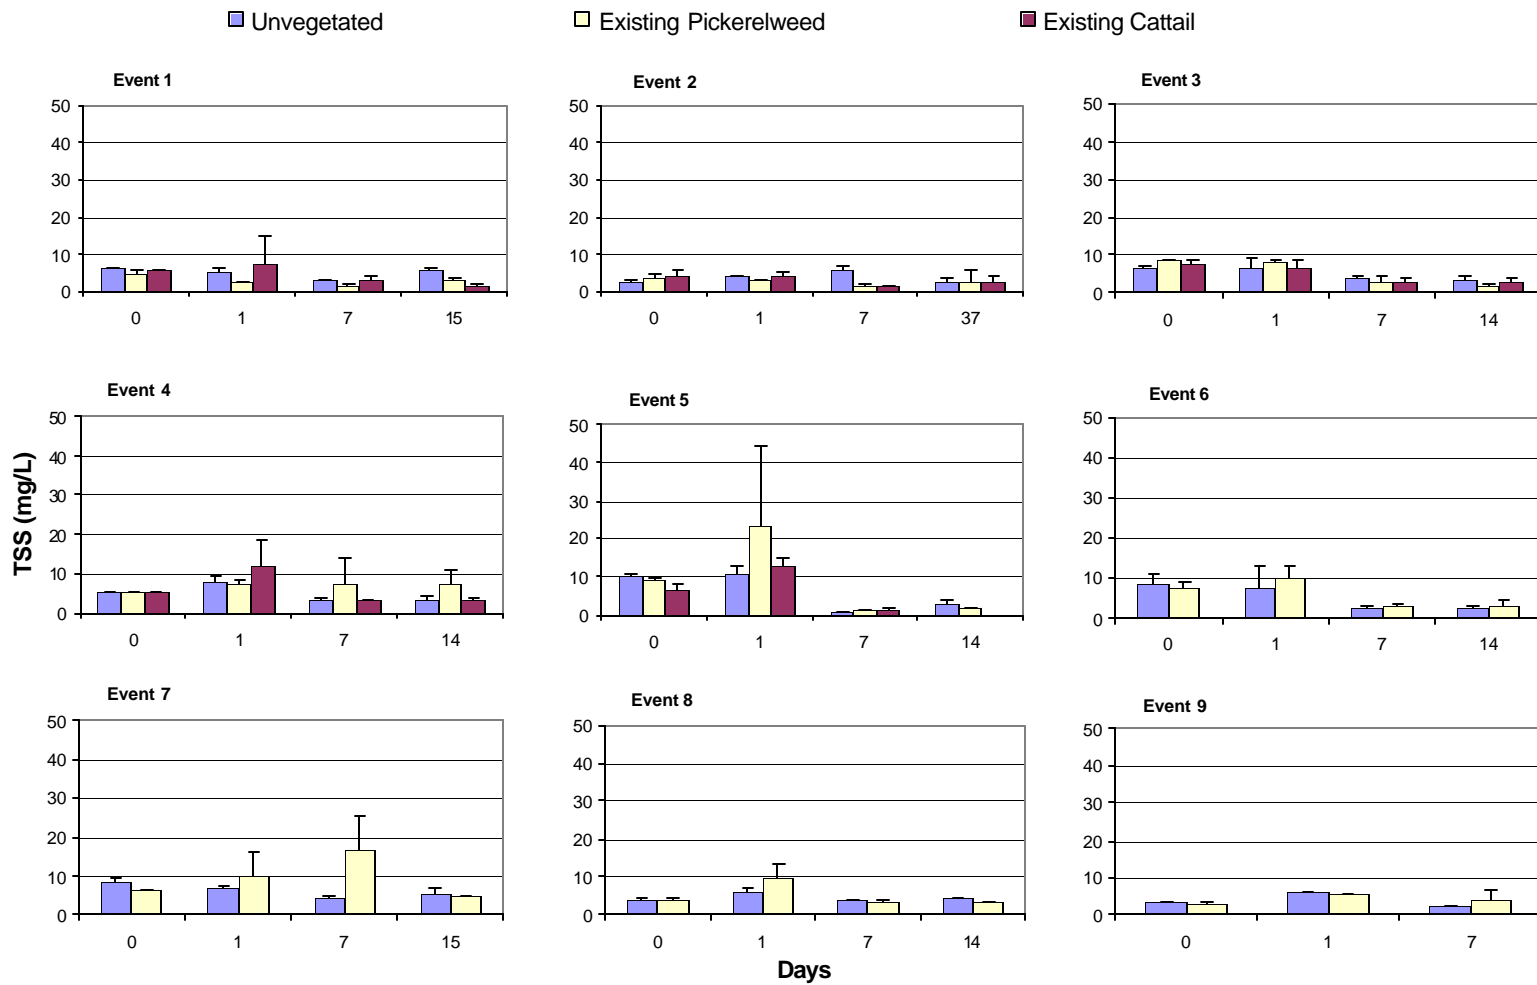 Unvegetated Existing Pickerelweed Existing Cattail
Event 1
50
40
30
20
10
0
0 1 7 15
Event 2
50
40
30
20
10
0
0 1 7 37
Event 3
50
40
30
20
10
0
0 1 7 14
TSS (mg/L)
Event 4
50
40
30
20
10
0
0 1 7 14
Event 5
50
40
30
20
10
0
0 1 7 14
Event 6
50
40
30
20
10
0
0 1 7 14
Event 7
50
40
30
20
10
0
0 1 7 15
Event 8
50
40
30
20
10
0
0 1 7 14
Event 9
50
40
30
20
10
0
0 1 7
Days